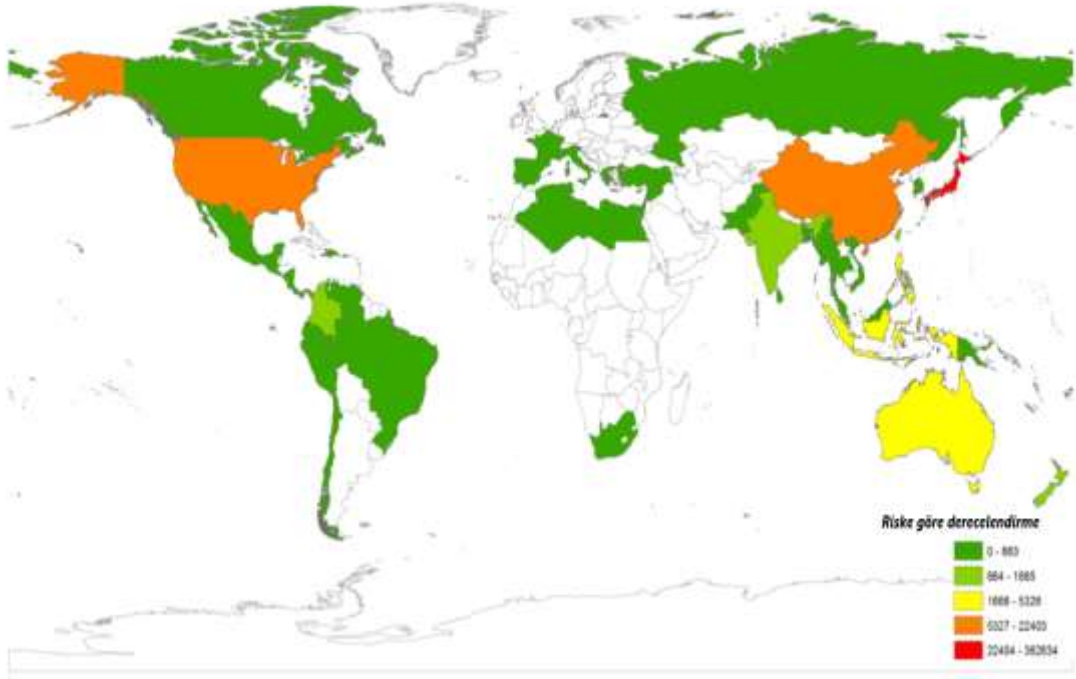 Riske göre derecelendirme
0 - 663
664 - 1665
1666 - 5326
5327 - 22403
22404 - 362634